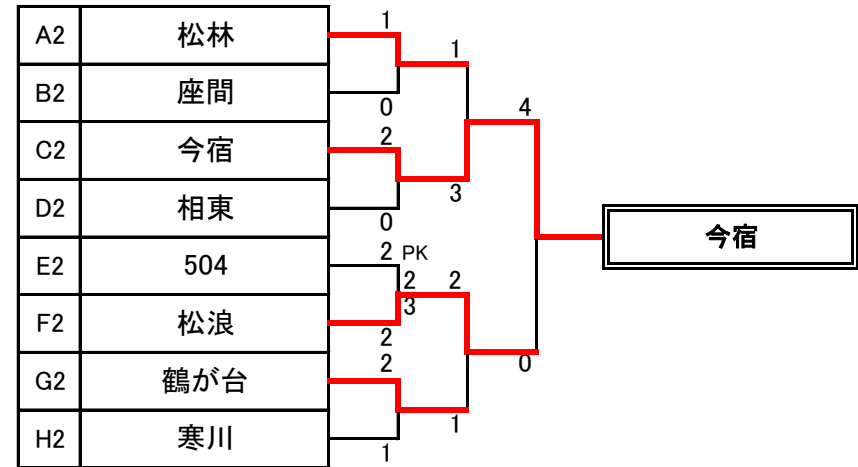 A2 松林 1
1
B2 座間 0
4
C2 今宿 2
3
D2 相東 0
今宿
E2 504 2 PK
2 2
3
F2 松浪 2
0
G2 鶴が台 2
1
H2 寒川 1